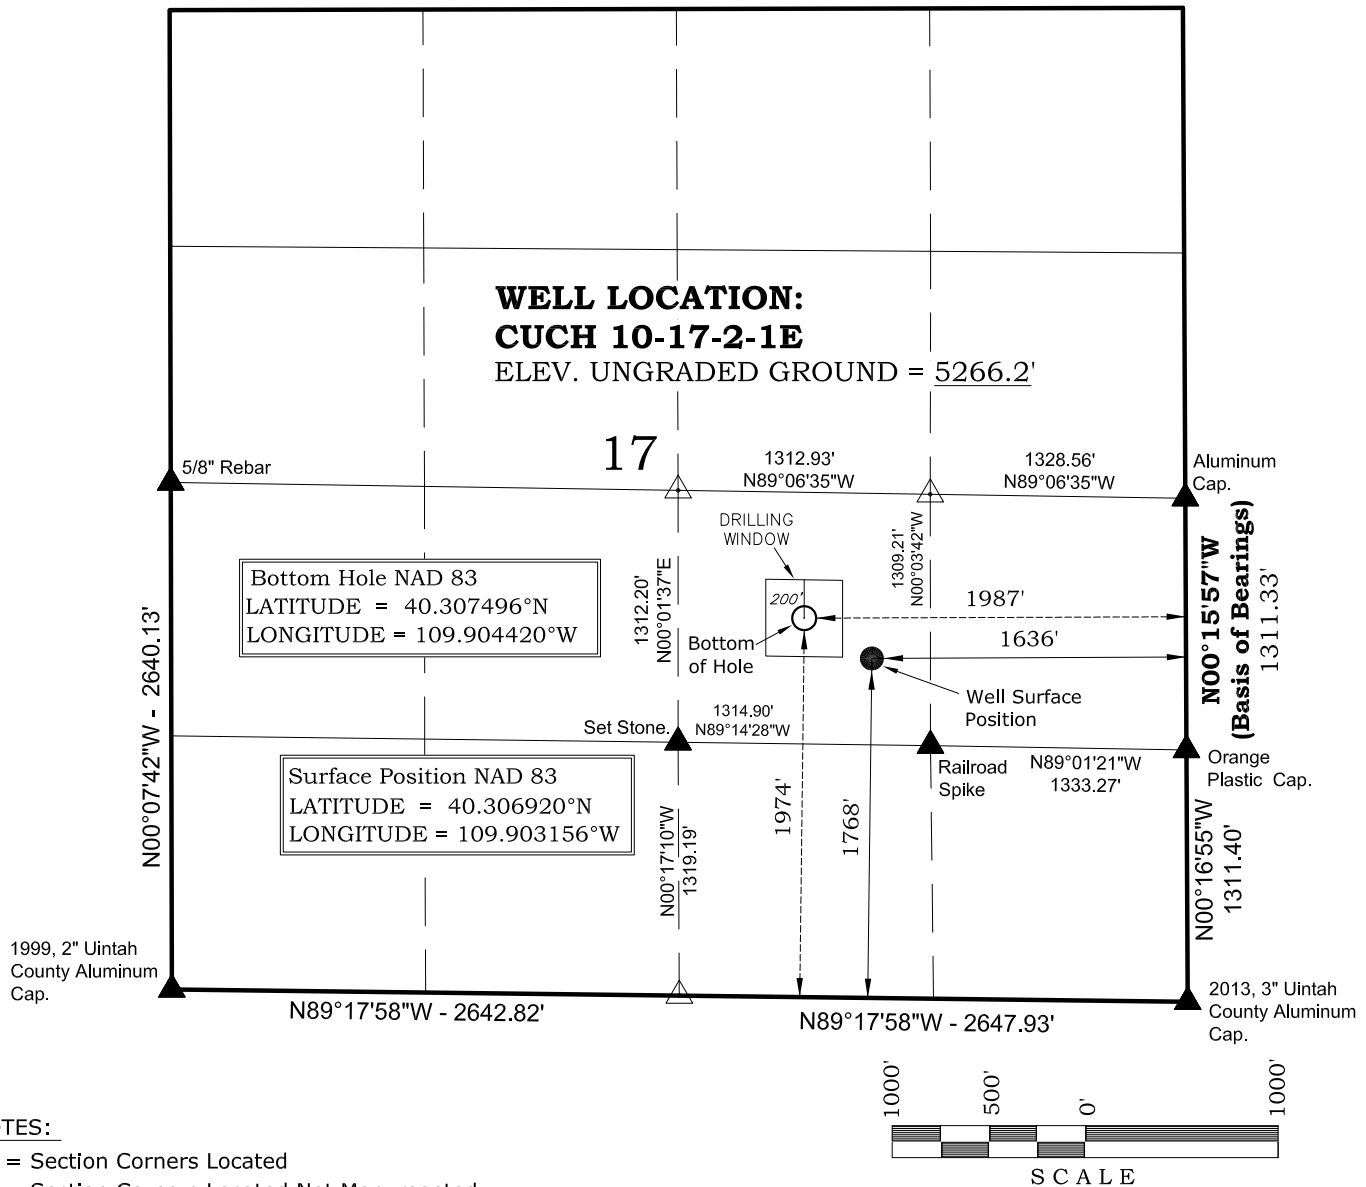 WELL LOCATION:
CUCH 10-17-2-1E
ELEV. UNGRADED GROUND = 5266.2'
17
5/8" Rebar
1312.93'
N89°06'35"W
1328.56'
N89°06'35"W
Aluminum
Cap.
DRILLING
WINDOW
1309.21'
N00°03'42"W
N00°15'57"W
(Basis of Bearings)
1311.33'
Bottom Hole NAD 83
LATITUDE = 40.307496°N
LONGITUDE = 109.904420°W
1312.20'
N00°01'37"E
200'
1987'
Bottom
of Hole
1636'
Well Surface
Position
N00°07'42"W - 2640.13'
Set Stone.
1314.90'
N89°14'28"W
Railroad
Spike
N89°01'21"W
1333.27'
Orange
Plastic Cap.
Surface Position NAD 83
LATITUDE = 40.306920°N
LONGITUDE = 109.903156°W
1974'
1768'
N00°17'10"W
1319.19'
N00°16'55"W
1311.40'
1999, 2" Uintah
County Aluminum
Cap.
N89°17'58"W - 2642.82'
N89°17'58"W - 2647.93'
2013, 3" Uintah
County Aluminum
Cap.
1000'
500'
0'
1000'
SCALE
= Section Corners Located